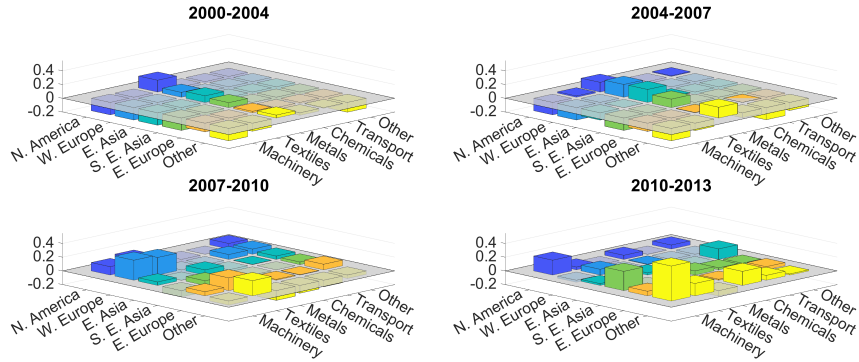 2000-2004
0.4
0.2
0
-0.2
N. America
W. Europe
E. Asia
S. E. Asia
E. Europe
Other
Machinery
Textiles
Metals
Chemicals
Transport
Other
2004-2007
0.4
0.2
0
-0.2
N. America
W. Europe
E. Asia
S. E. Asia
E. Europe
Other
Machinery
Textiles
Metals
Chemicals
Transport
Other
2007-2010
0.4
0.2
0
-0.2
N. America
W. Europe
E. Asia
S. E. Asia
E. Europe
Other
Machinery
Textiles
Metals
Chemicals
Transport
Other
2010-2013
0.4
0.2
0
-0.2
N. America
W. Europe
E. Asia
S. E. Asia
E. Europe
Other
Machinery
Textiles
Metals
Chemicals
Transport
Other